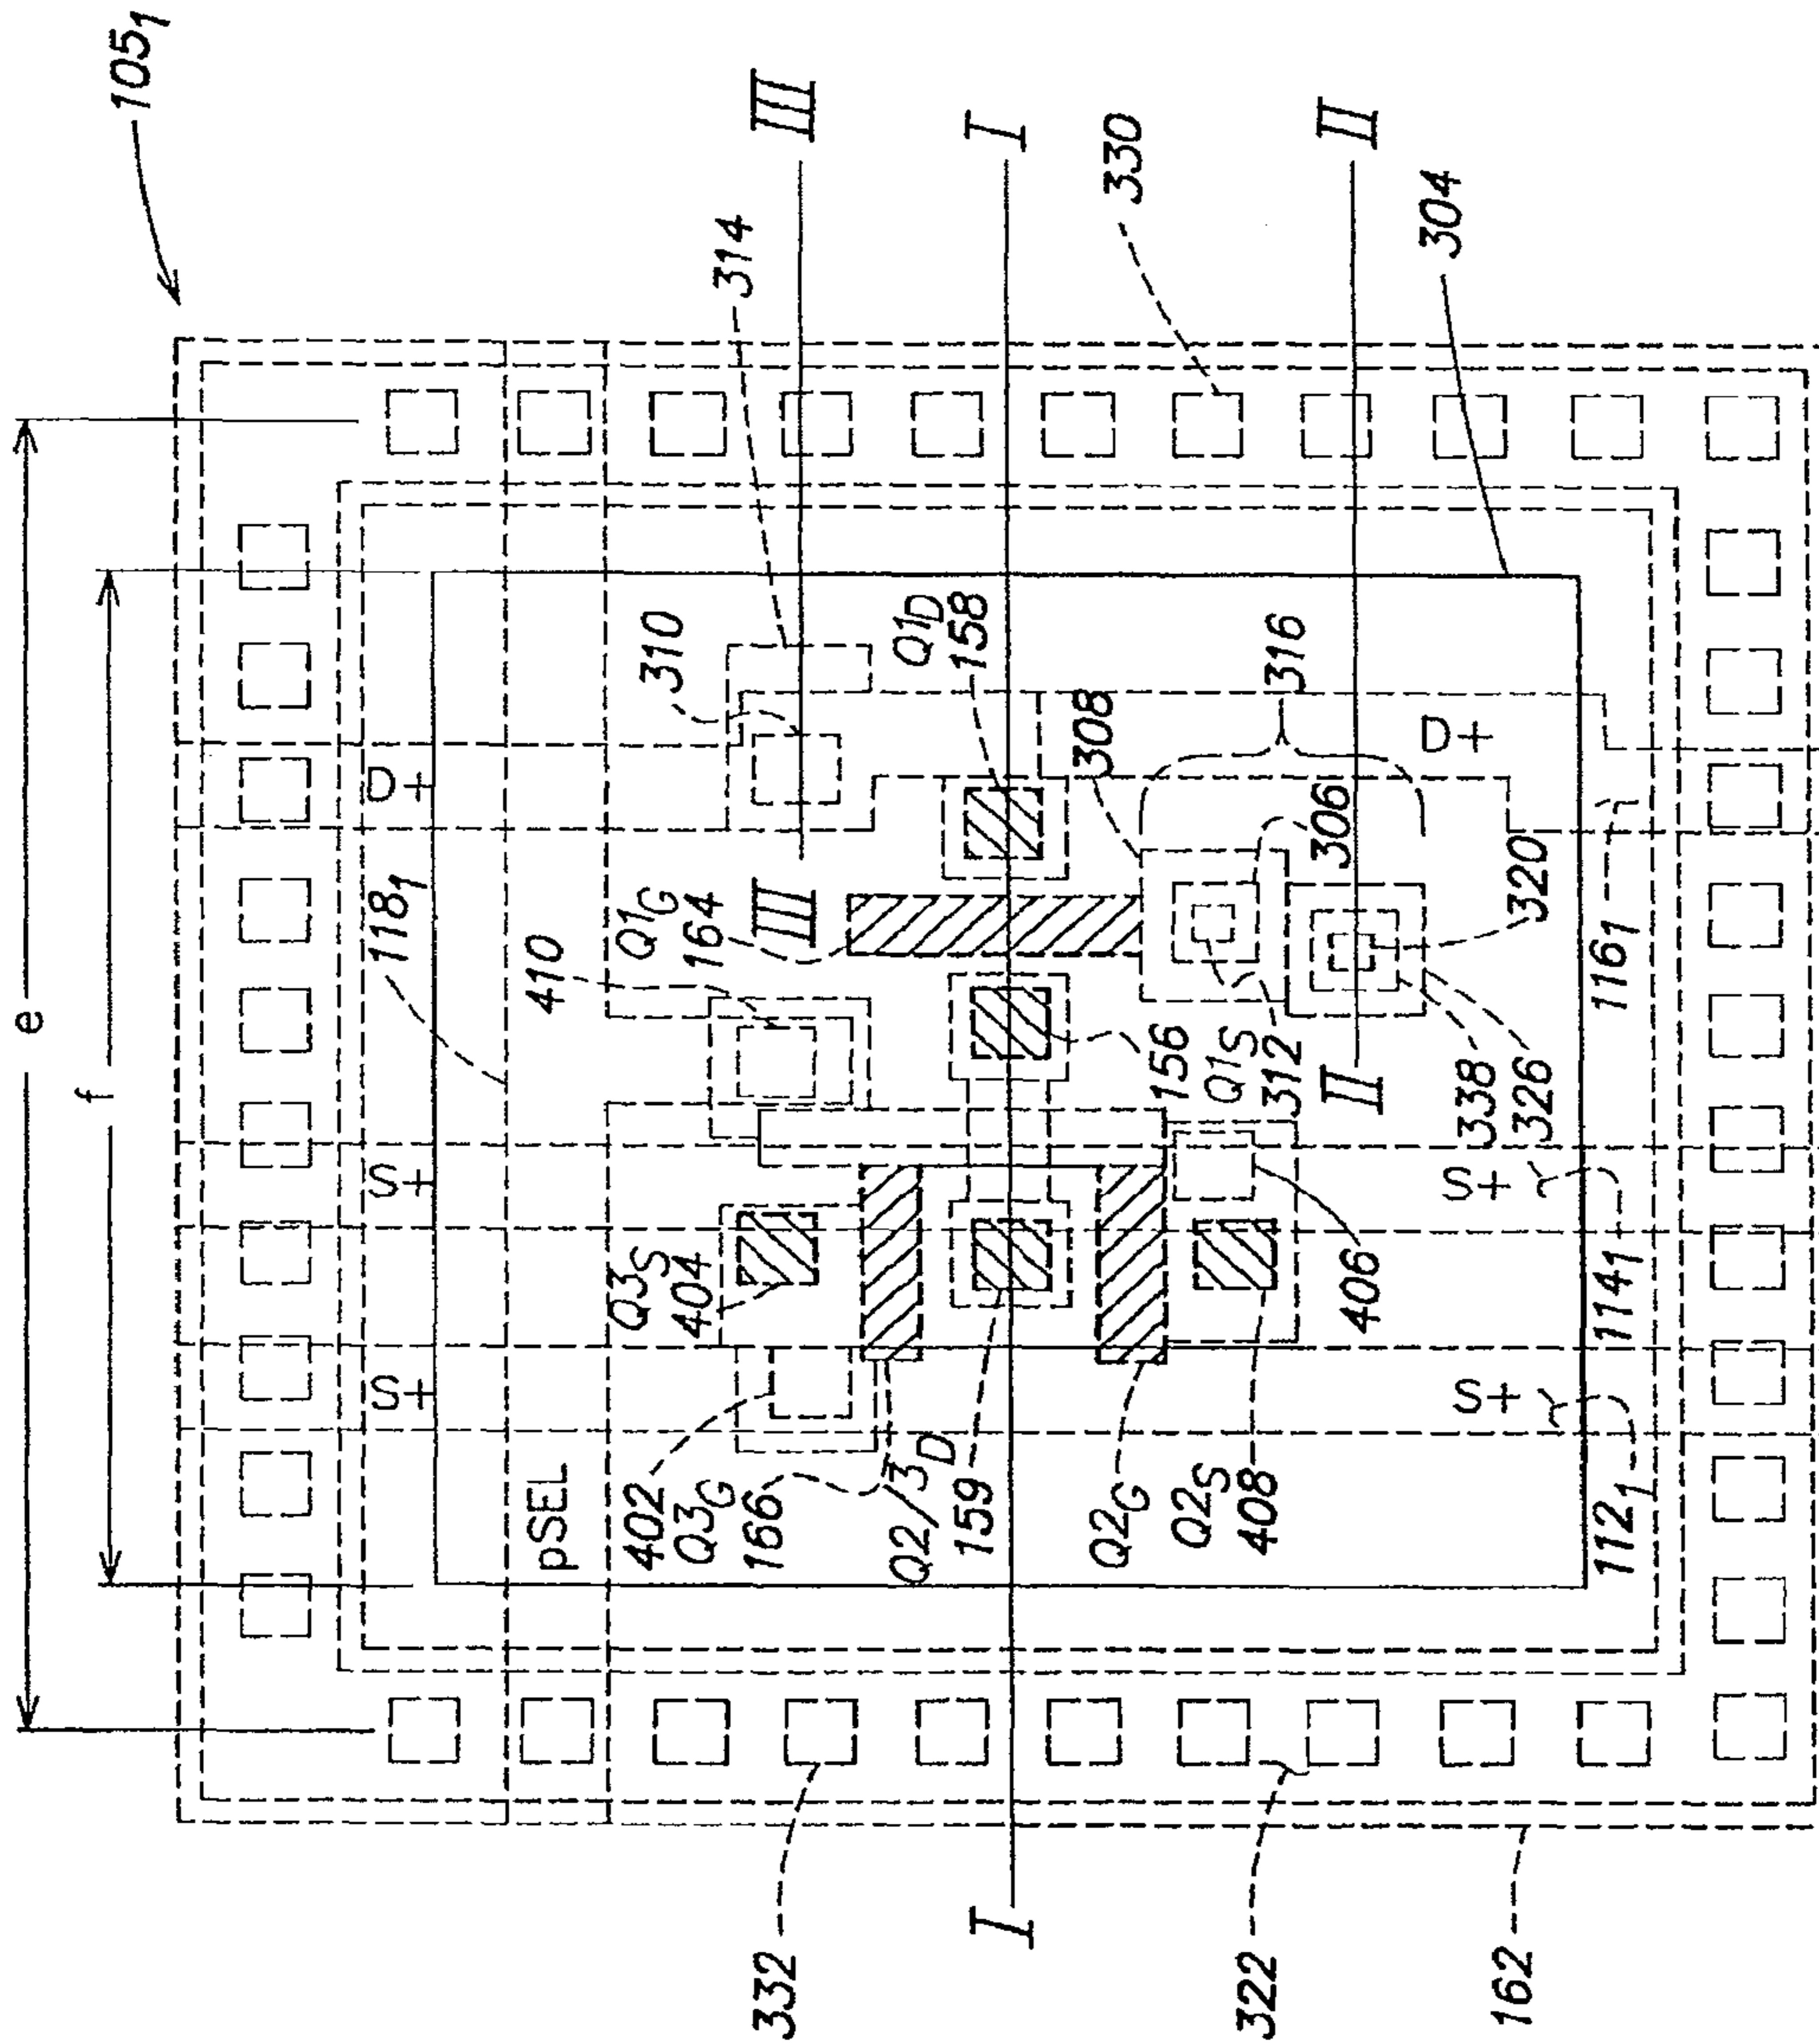 105₁
e
f
III
I
II
314
330
304
310
Q1D
158
316
308
306
320
D+
D+
118₁
410
Q1G
164
III
116₁
156
Q1S
312
II
338
326
S+
S+
S+
S+
Q3S
404
406
114₁
pSEL
402
Q3G
166
Q2/3D
159
Q2G
Q2S
408
112₁
332
I
322
162